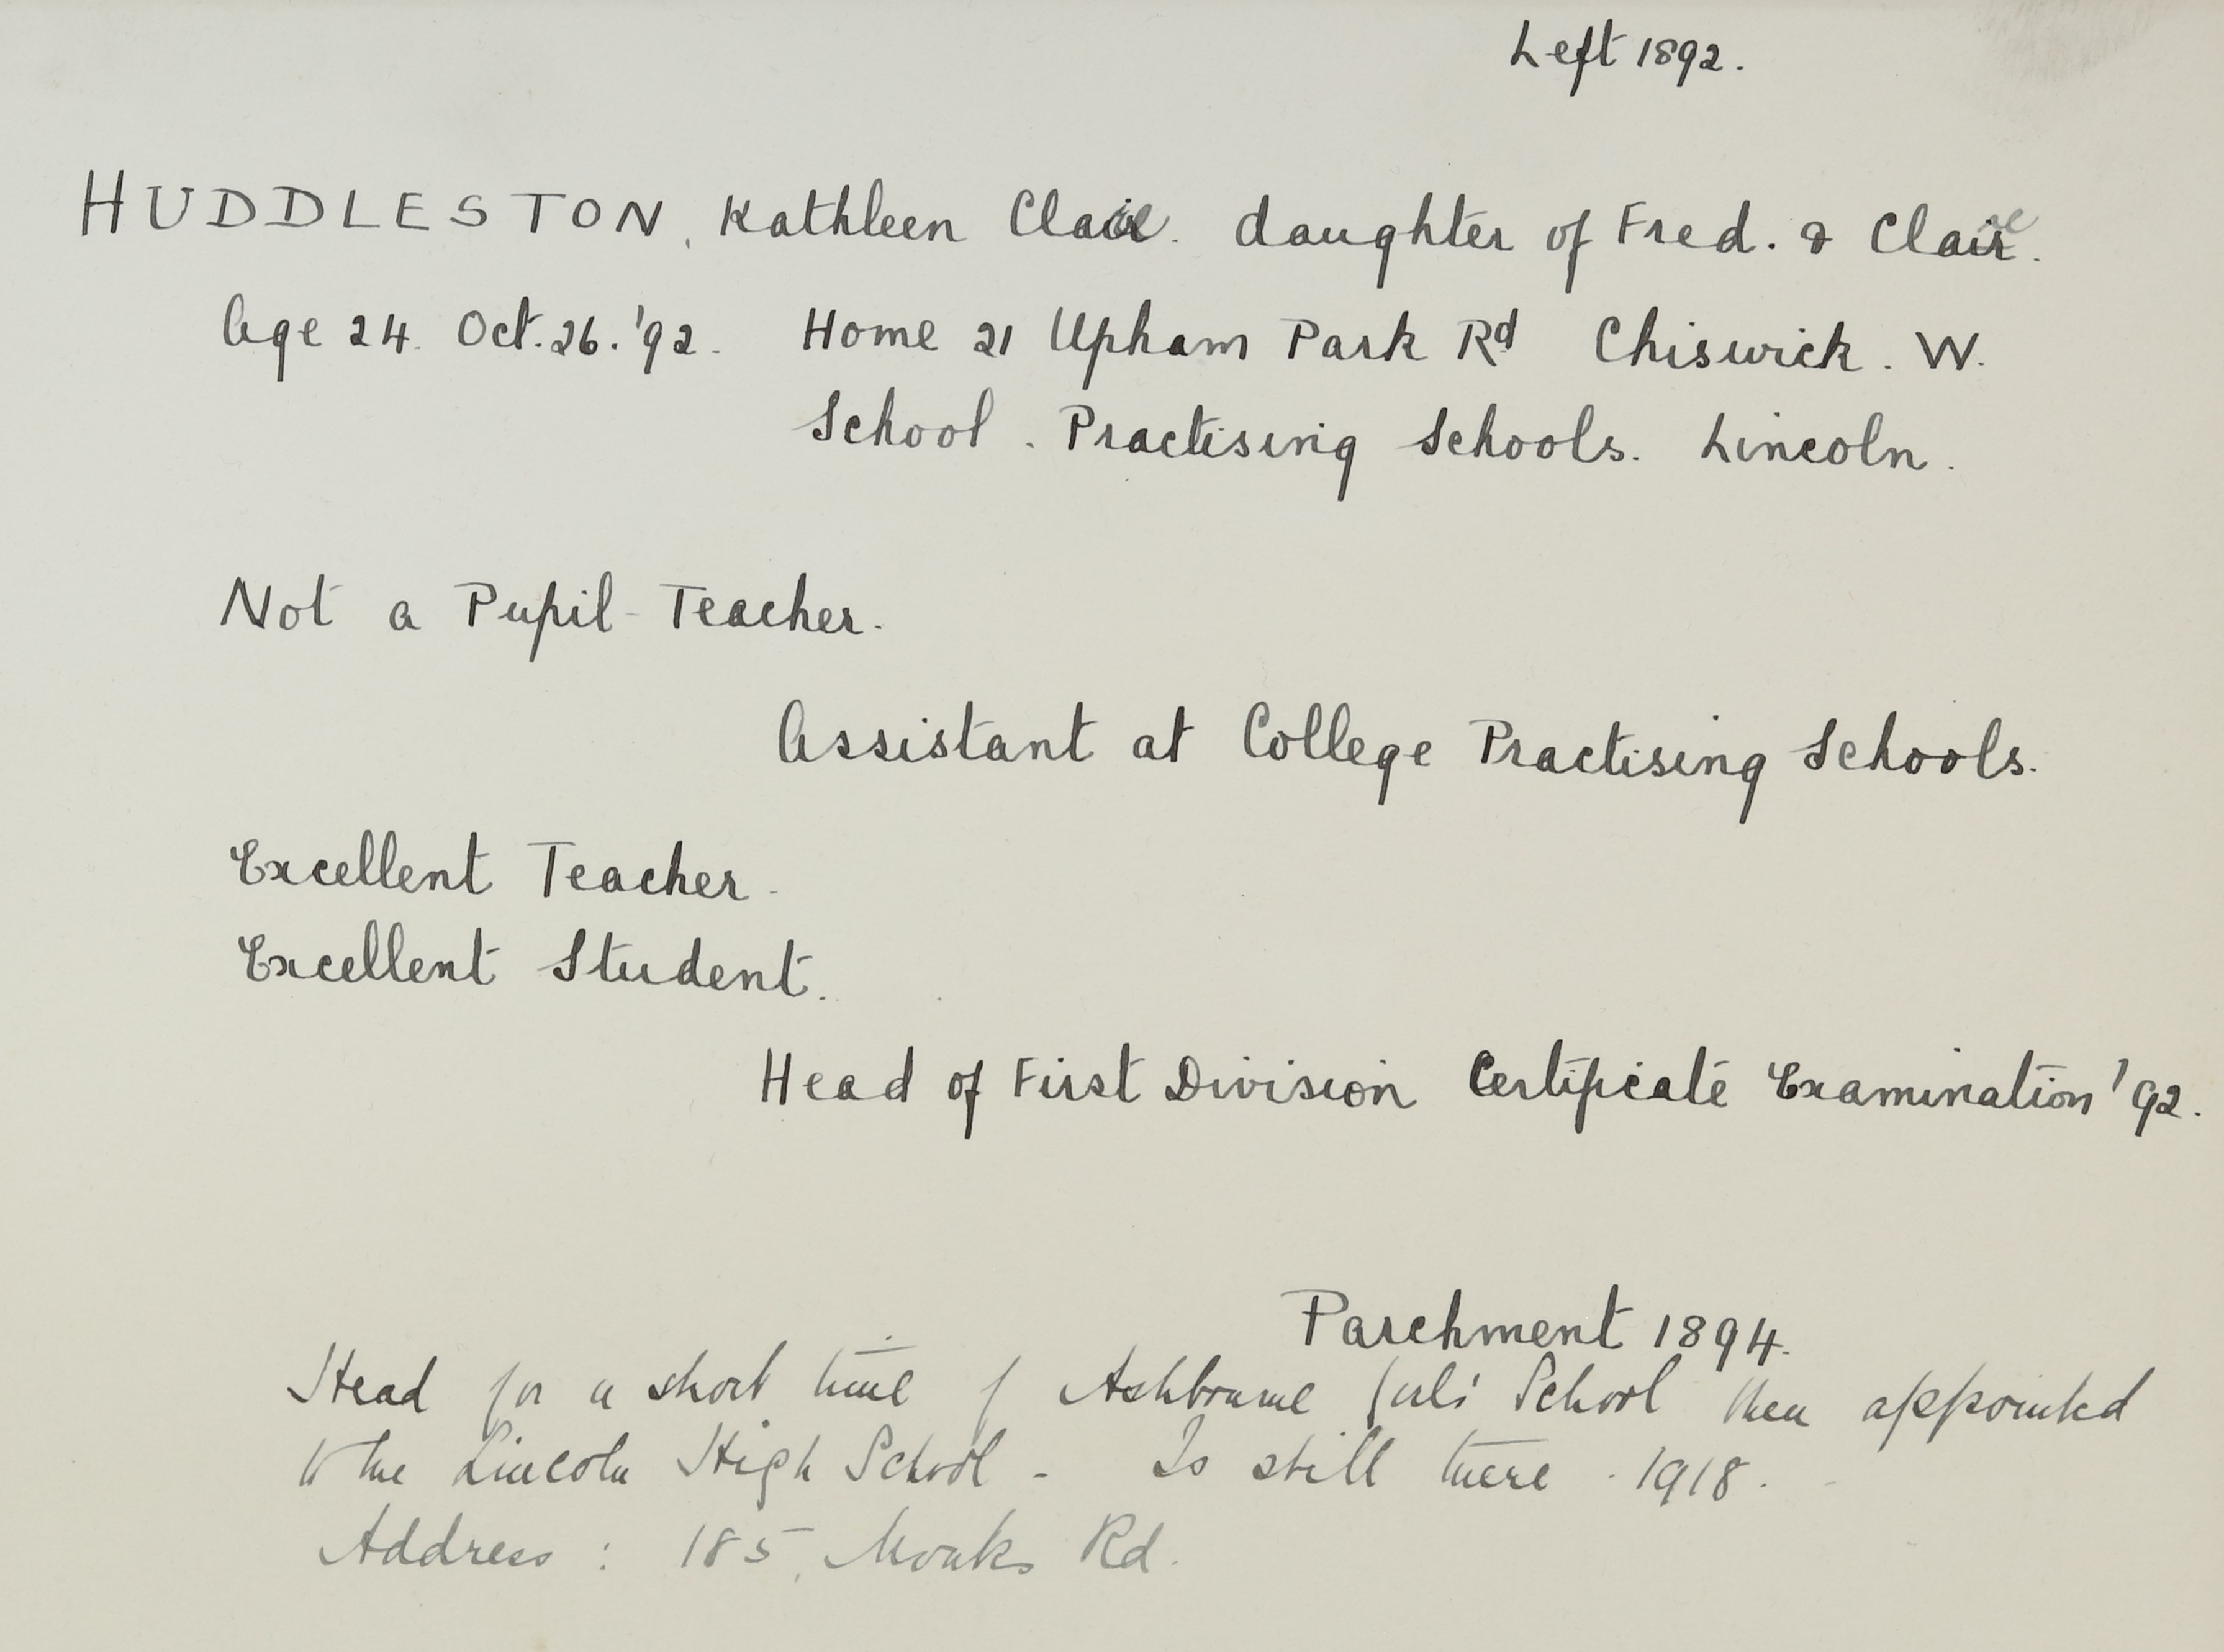 Left 1892.
HUDDLESTON, Kathleen Claire. daughter of Fred. & Claire.
Age 24. Oct. 26. '92. Home 21 Upham Park Rd Chiswick. W.
School. Practising Schools. Lincoln.
Not a Pupil-Teacher.
Assistant at College Practising Schools.
Excellent Teacher.
Excellent Student.
Head of First Division Certificate Examination '92.
Parchment 1894.
Head for a short time of Ashbourne Girls' School then appointed
to the Lincoln High School - Is still there. 1918.
Address : 185, Monks Rd.